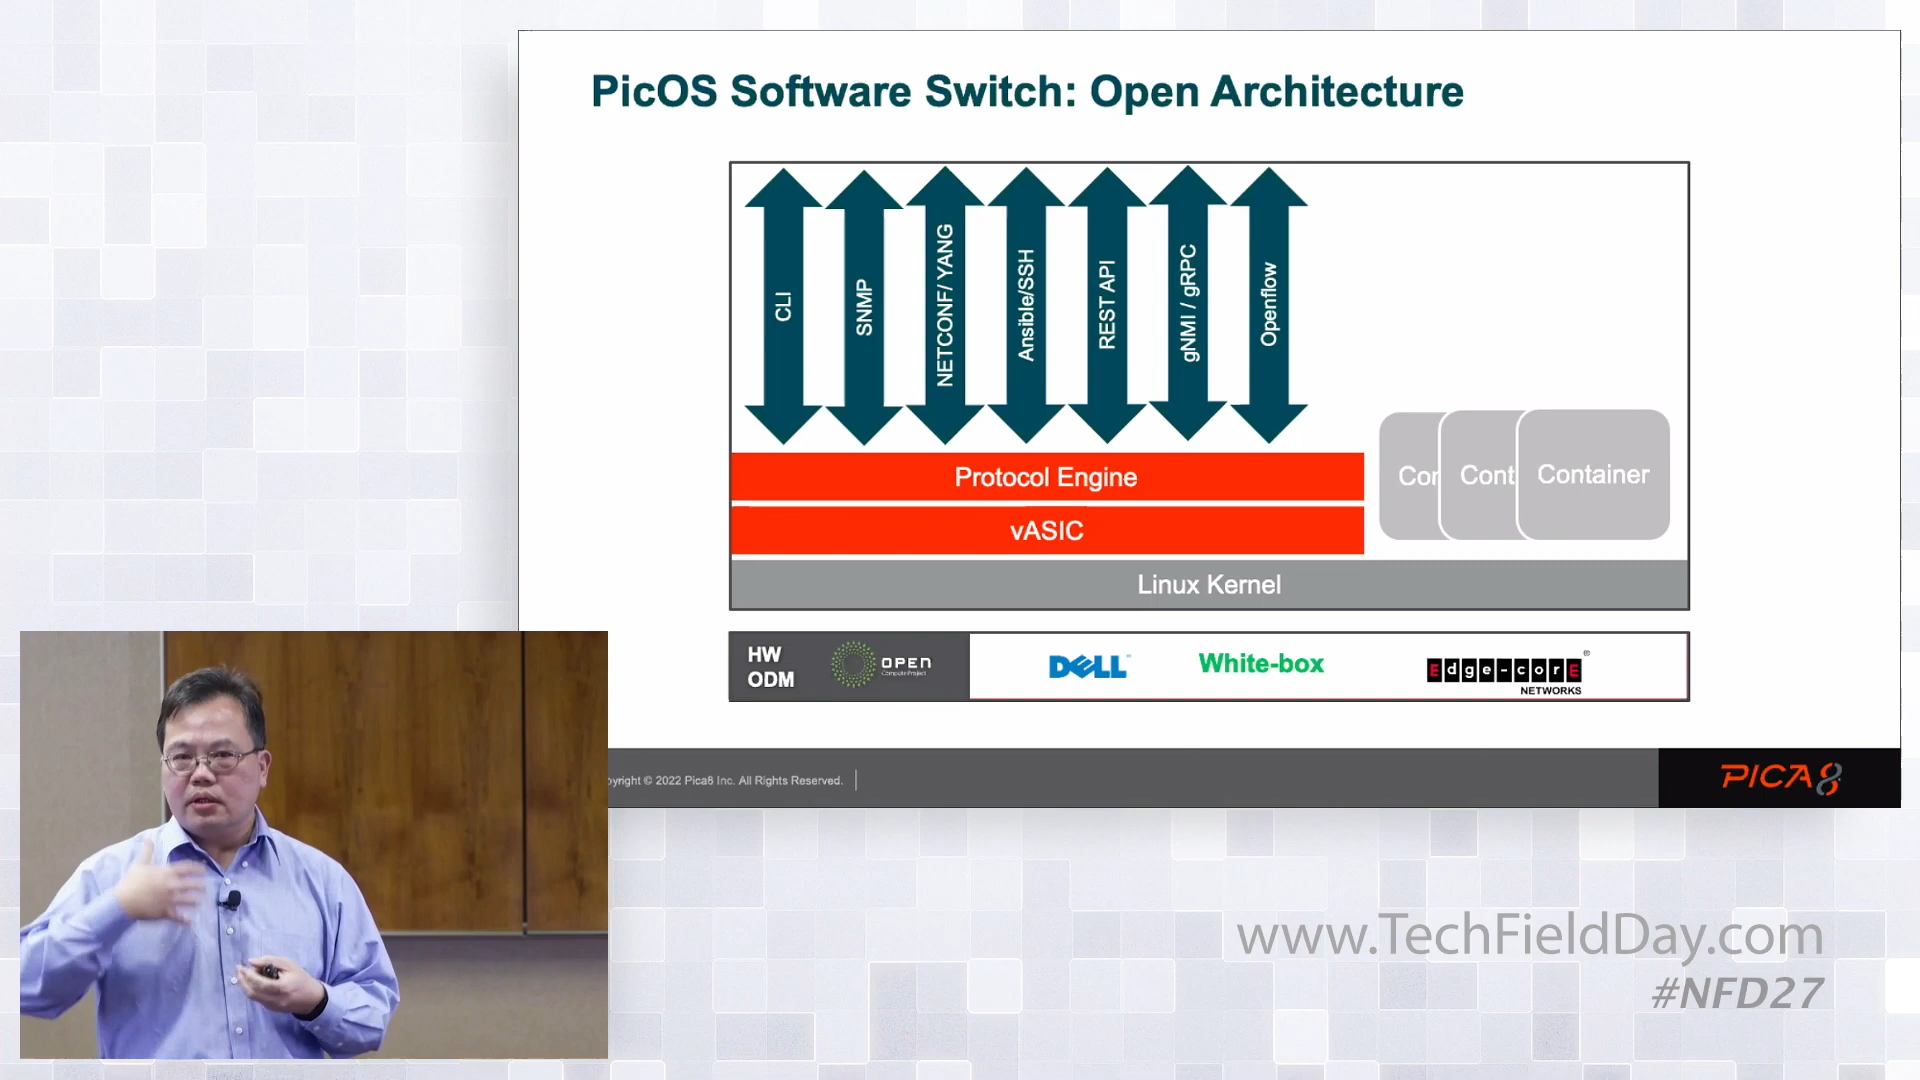 PicOS Software Switch: Open Architecture
CLI
SNMP
NETCONF/ YANG
Ansible/SSH
REST API
gNMI / gRPC
Openflow
Protocol Engine
vASIC
Cor
Cont
Container
Linux Kernel
HW
ODM
OPEN
Compute Project
DELL
White-box
Edge-corE
NETWORKS
yright © 2022 Pica8 Inc. All Rights Reserved.
PICA8
www.TechFieldDay.com
#NFD27